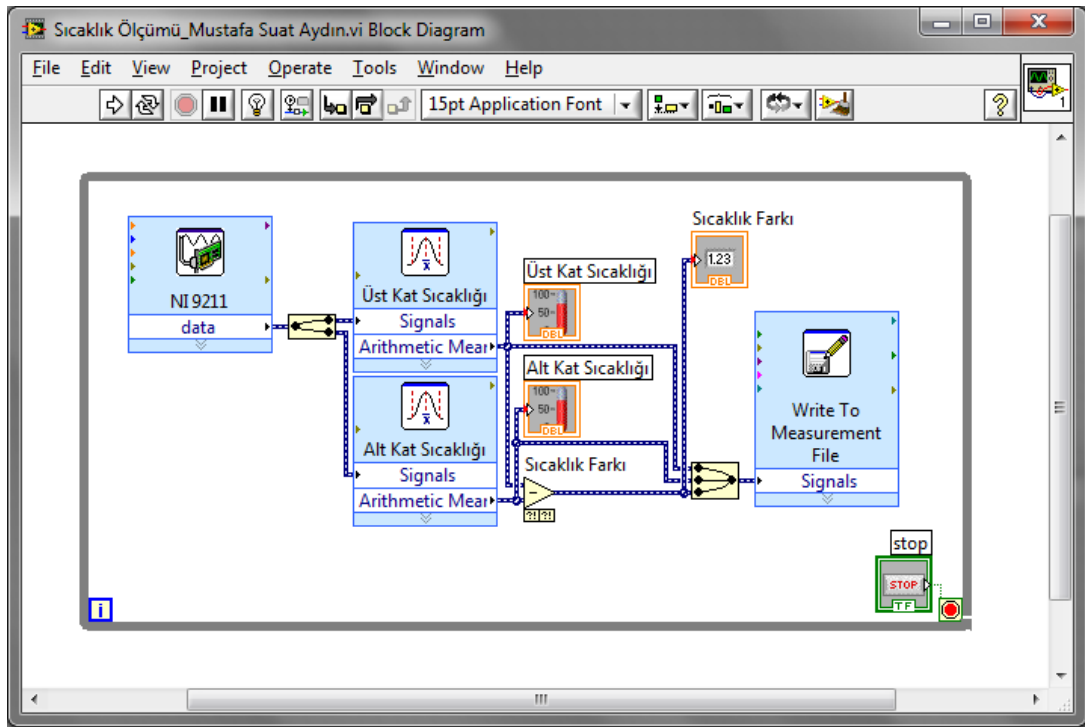 Sıcaklık Ölçümü_Mustafa Suat Aydın.vi Block Diagram
File Edit View Project Operate Tools Window Help
15pt Application Font
1
NI 9211
data
Üst Kat Sıcaklığı
Signals
Arithmetic Mear
Alt Kat Sıcaklığı
Signals
Arithmetic Mear
Üst Kat Sıcaklığı
100
50
DBL
Alt Kat Sıcaklığı
100
50
DBL
Sıcaklık Farkı
?! ?!
Sıcaklık Farkı
1.23
DBL
Write To
Measurement
File
Signals
stop
STOP
TF
i